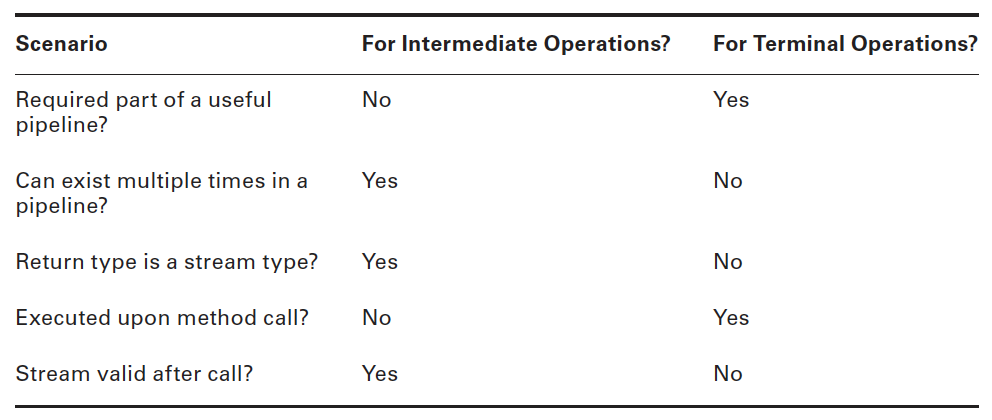 Scenario For Intermediate Operations? For Terminal Operations?
Required part of a useful No Yes
pipeline?
Can exist multiple times in a Yes No
pipeline?
Return type is a stream type? Yes No
Executed upon method call? No Yes
Stream valid after call? Yes No